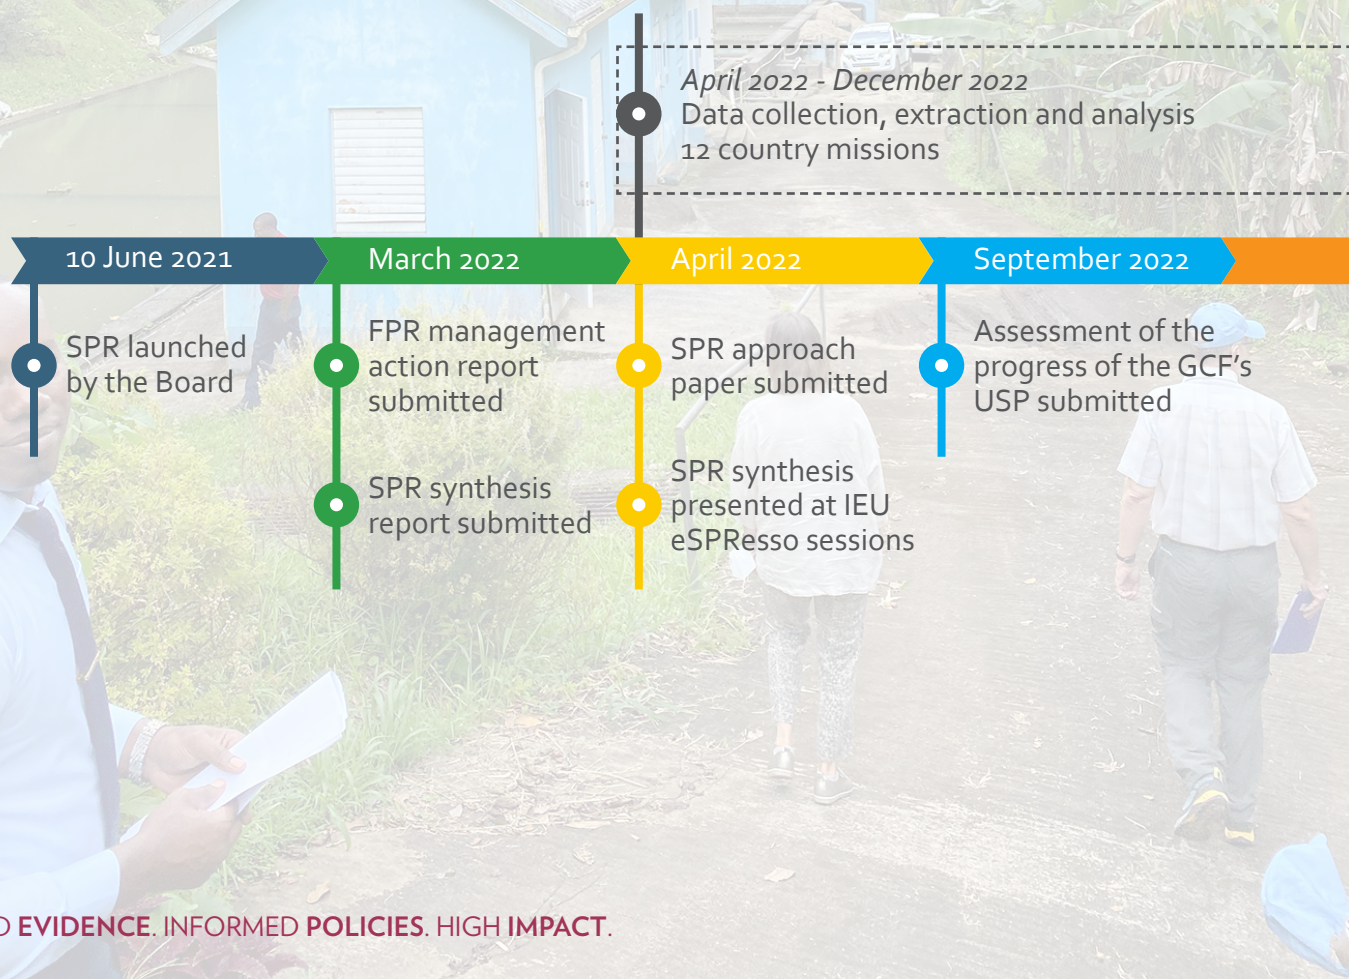 April 2022 - December 2022
Data collection, extraction and analysis
12 country missions
10 June 2021
March 2022
April 2022
September 2022
SPR launched
by the Board
FPR management
action report
submitted
SPR synthesis
report submitted
SPR approach
paper submitted
SPR synthesis
presented at IEU
eSPResso sessions
Assessment of the
progress of the GCF’s
USP submitted
EVIDENCE. INFORMED POLICIES. HIGH IMPACT.